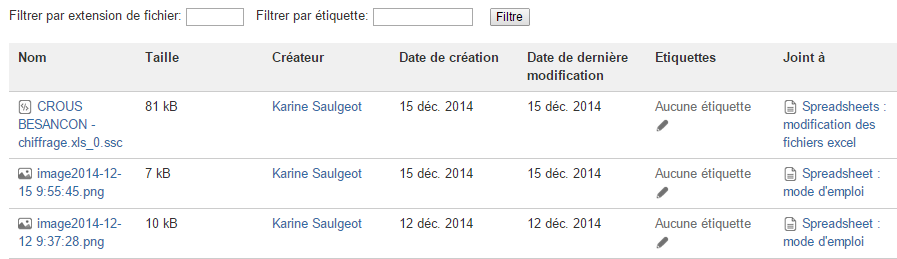 Filtrer par extension de fichier: Filtrer par étiquette: Filtre
Nom Taille Créateur Date de création Date de dernière modification Etiquettes Joint à
CROUS BESANCON - chiffrage.xls_0.ssc 81 kB Karine Saulgeot 15 déc. 2014 15 déc. 2014 Aucune étiquette Spreadsheets : modification des fichiers excel
image2014-12-15 9:55:45.png 7 kB Karine Saulgeot 15 déc. 2014 15 déc. 2014 Aucune étiquette Spreadsheet : mode d'emploi
image2014-12-12 9:37:28.png 10 kB Karine Saulgeot 12 déc. 2014 12 déc. 2014 Aucune étiquette Spreadsheet : mode d'emploi